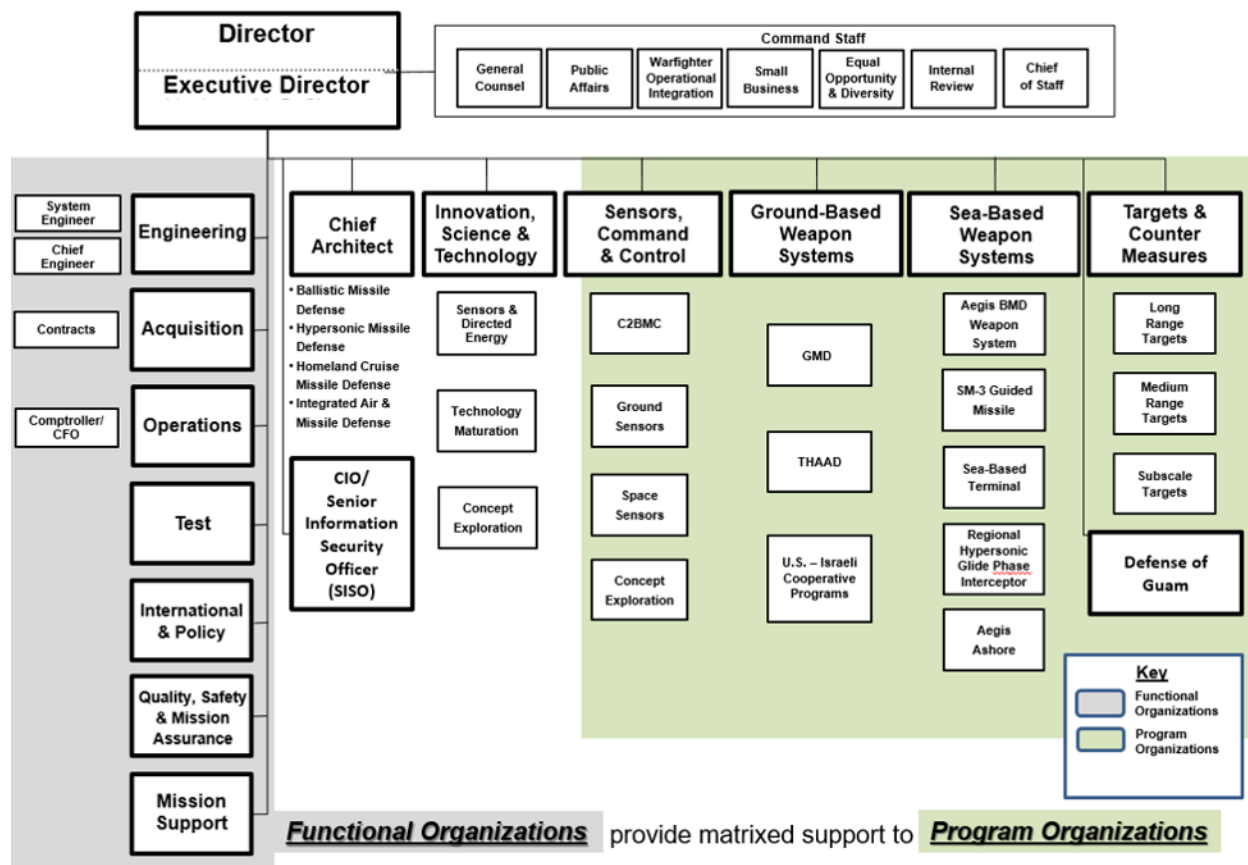 Director
Executive Director
Command Staff
General
Counsel
Public
Affairs
Warfighter
Operational
Integration
Small
Business
Equal
Opportunity
& Diversity
Internal
Review
Chief
of Staff
System
Engineer
Chief
Engineer
Engineering
Contracts
Acquisition
Comptroller/
CFO
Operations
Test
International
& Policy
Quality, Safety
& Mission
Assurance
Mission
Support
Chief
Architect
• Ballistic Missile
Defense
• Hypersonic Missile
Defense
• Homeland Cruise
Missile Defense
• Integrated Air &
Missile Defense
CIO/
Senior
Information
Security
Officer
(SISO)
Innovation,
Science &
Technology
Sensors &
Directed
Energy
Technology
Maturation
Concept
Exploration
Sensors,
Command
& Control
C2BMC
Ground
Sensors
Space
Sensors
Concept
Exploration
Ground-Based
Weapon
Systems
GMD
THAAD
U.S. – Israeli
Cooperative
Programs
Sea-Based
Weapon
Systems
Aegis BMD
Weapon
System
SM-3 Guided
Missile
Sea-Based
Terminal
Regional
Hypersonic
Glide Phase
Interceptor
Aegis
Ashore
Targets &
Counter
Measures
Long
Range
Targets
Medium
Range
Targets
Subscale
Targets
Defense of
Guam
Key
Functional
Organizations
Program
Organizations
Functional Organizations provide matrixed support to Program Organizations